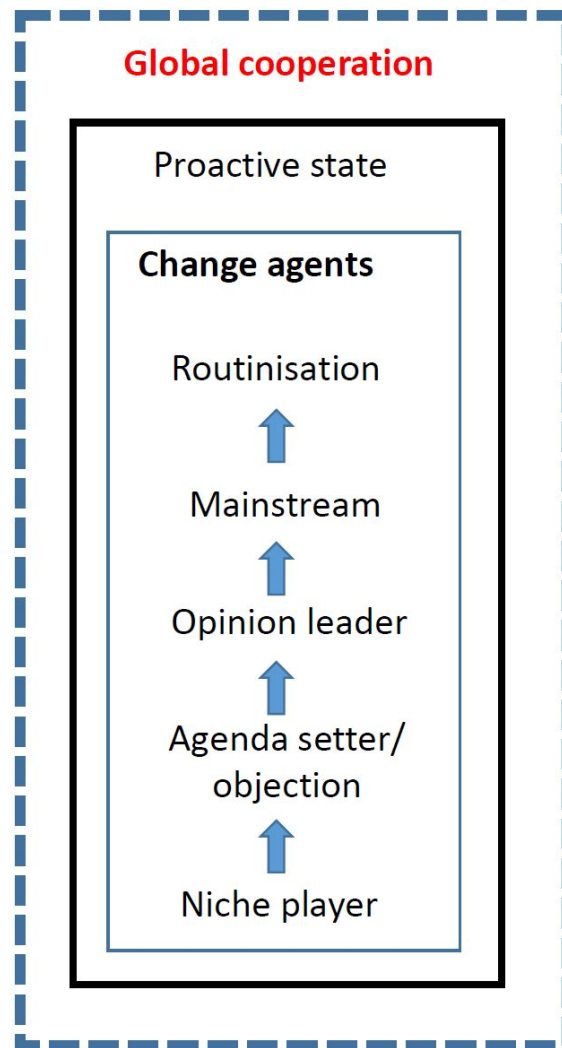 Global cooperation
Proactive state
Change agents
Routinisation
Mainstream
Opinion leader
Agenda setter/
objection
Niche player